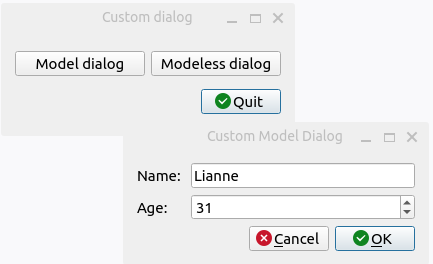 Custom dialog
Model dialog Modeless dialog
Quit
Custom Model Dialog
Name: Lianne
Age: 31
Cancel OK